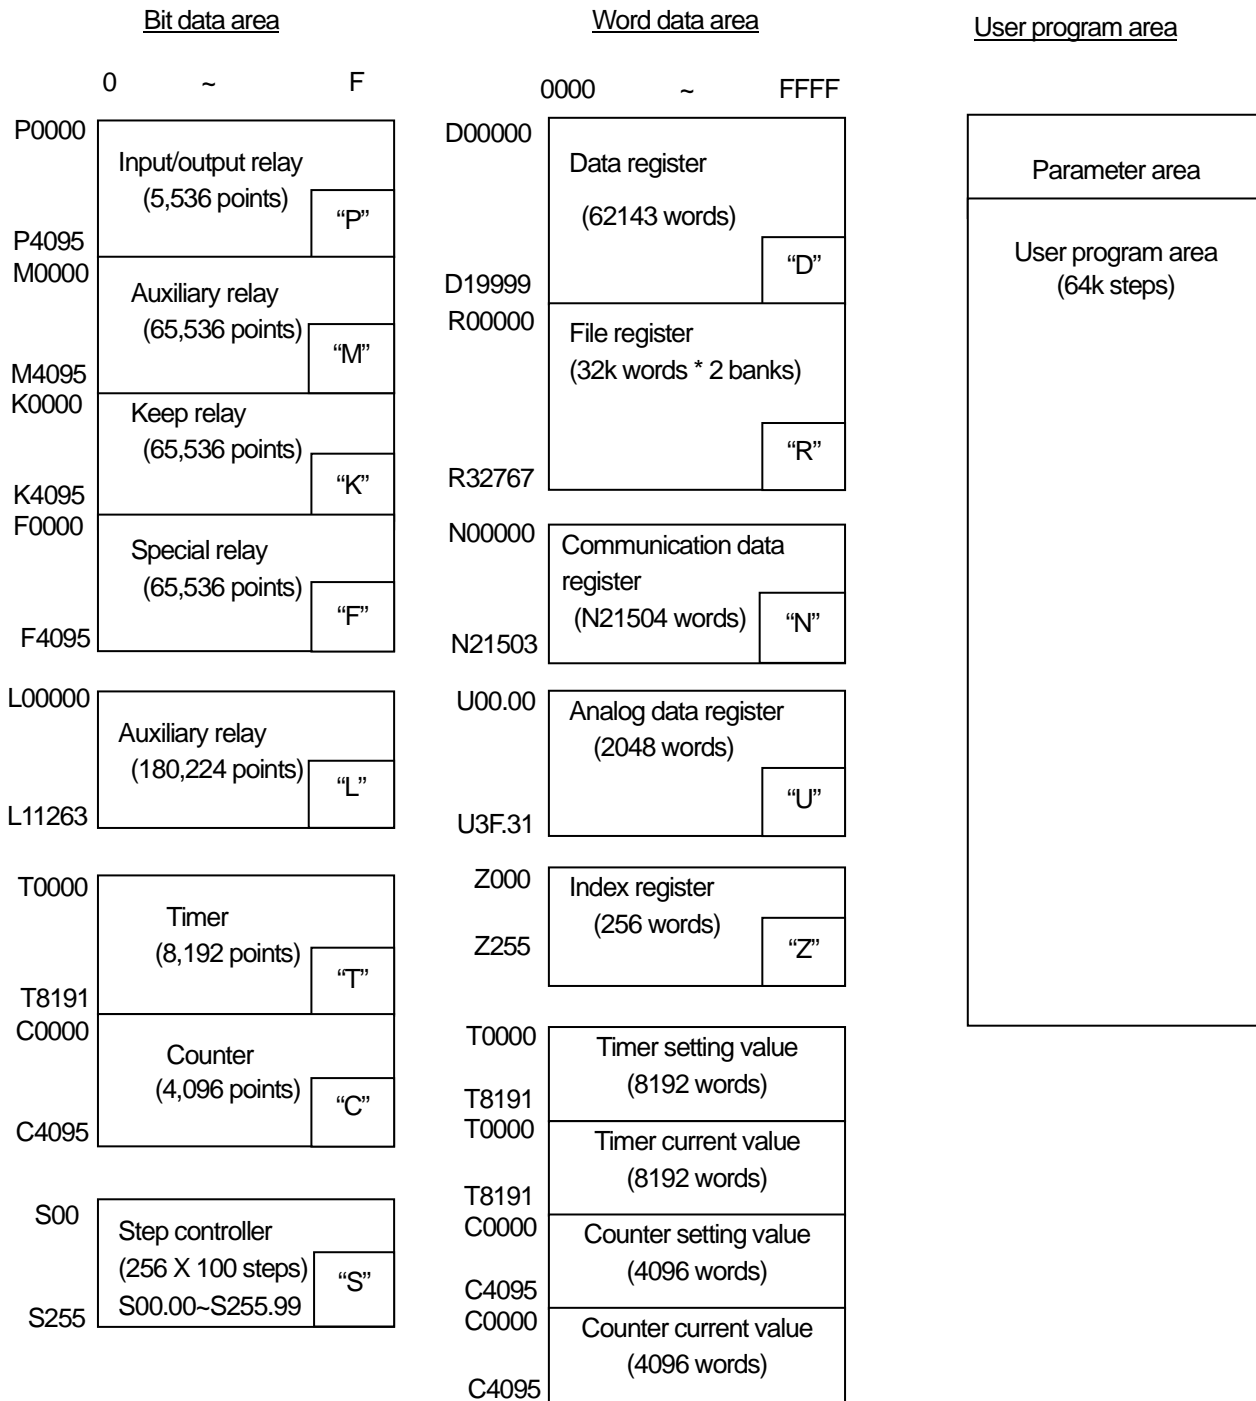 Bit data area
0 ~ F
P0000
Input/output relay
(5,536 points)
“P”
P4095
M0000
Auxiliary relay
(65,536 points)
“M”
M4095
K0000
Keep relay
(65,536 points)
“K”
K4095
F0000
Special relay
(65,536 points)
“F”
F4095
L00000
Auxiliary relay
(180,224 points)
“L”
L11263
T0000
Timer
(8,192 points)
“T”
T8191
C0000
Counter
(4,096 points)
“C”
C4095
S00
Step controller
(256 X 100 steps)
S00.00~S255.99
“S”
S255
Word data area
0000 ~ FFFF
D00000
Data register
(62143 words)
“D”
D19999
R00000
File register
(32k words * 2 banks)
“R”
R32767
N00000
Communication data
register
(N21504 words)
“N”
N21503
U00.00
Analog data register
(2048 words)
“U”
U3F.31
Z000
Index register
(256 words)
“Z”
Z255
T0000
Timer setting value
(8192 words)
T8191
T0000
Timer current value
(8192 words)
T8191
C0000
Counter setting value
(4096 words)
C4095
C0000
Counter current value
(4096 words)
C4095
User program area
Parameter area
User program area
(64k steps)